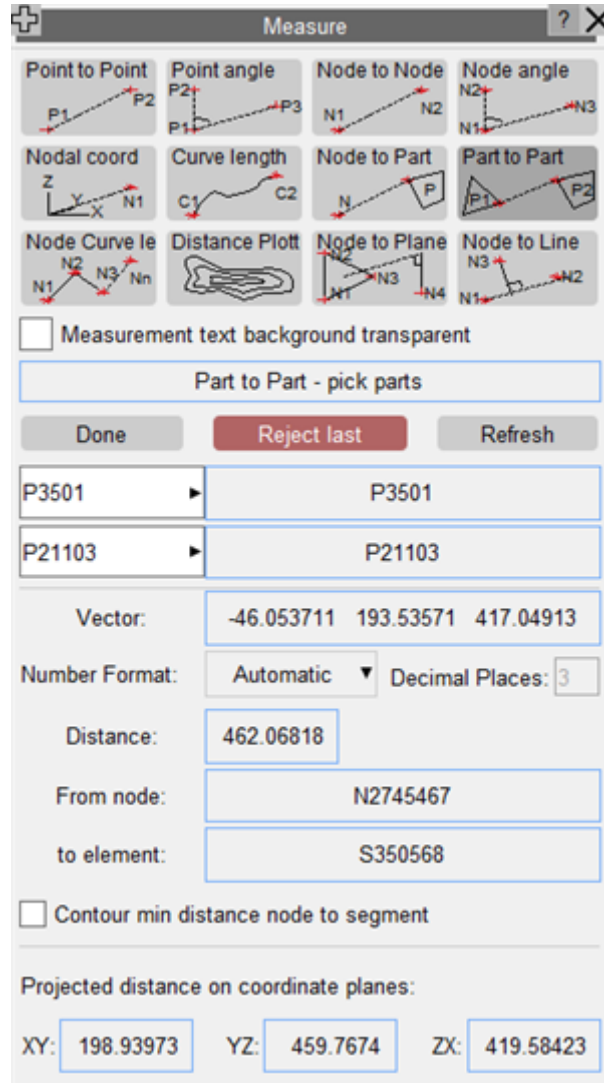 Measure ?
Point to Point Point angle Node to Node Node angle
P1 P2 P2 P1 P3 N1 N2 N2 N1 N3
Nodal coord Curve length Node to Part Part to Part
Z Y X N1 C1 C2 N P P1 P2
Node Curve le Distance Plott Node to Plane Node to Line
N1 N2 N3 Nn N2 N1 N3 N4 N3 N1 N2
Measurement text background transparent
Part to Part - pick parts
Done Reject last Refresh
P3501 P3501
P21103 P21103
Vector: -46.053711 193.53571 417.04913
Number Format: Automatic Decimal Places: 3
Distance: 462.06818
From node: N2745467
to element: S350568
Contour min distance node to segment
Projected distance on coordinate planes:
XY: 198.93973 YZ: 459.7674 ZX: 419.58423